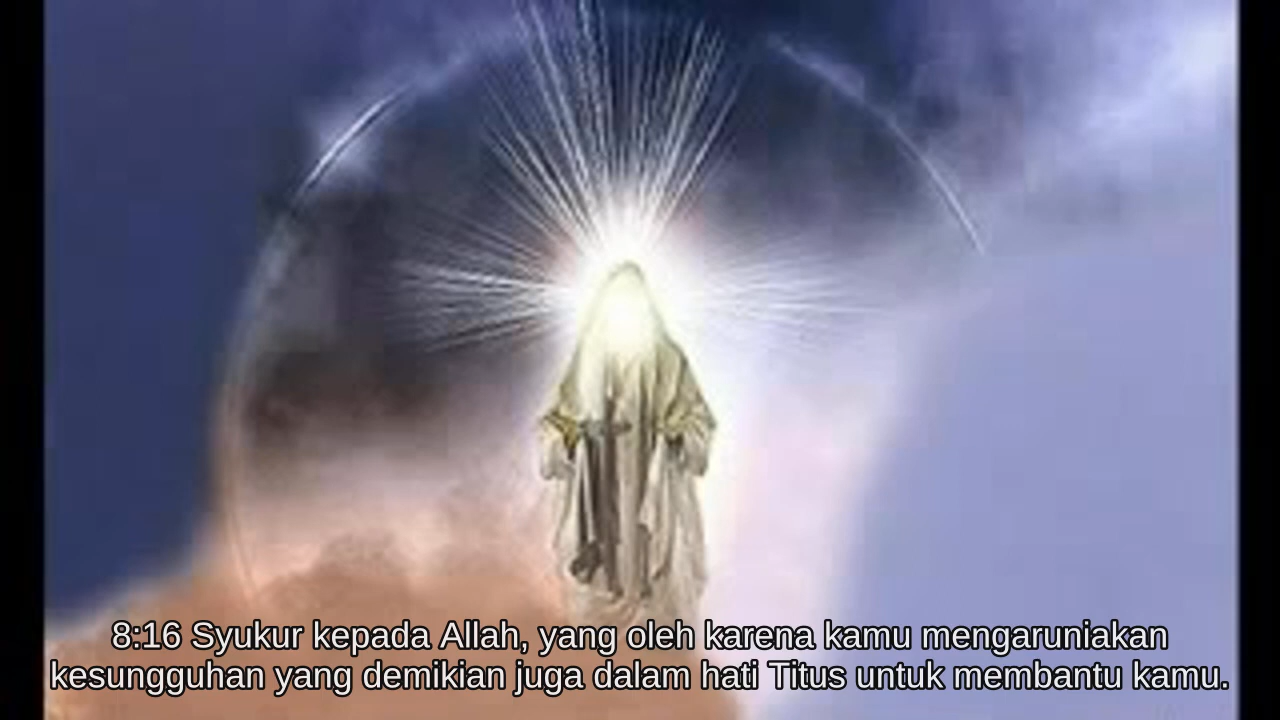 8:16 Syukur kepada Allah, yang oleh karena kamu mengaruniakan
kesungguhan yang demikian juga dalam hati Titus untuk membantu kamu.